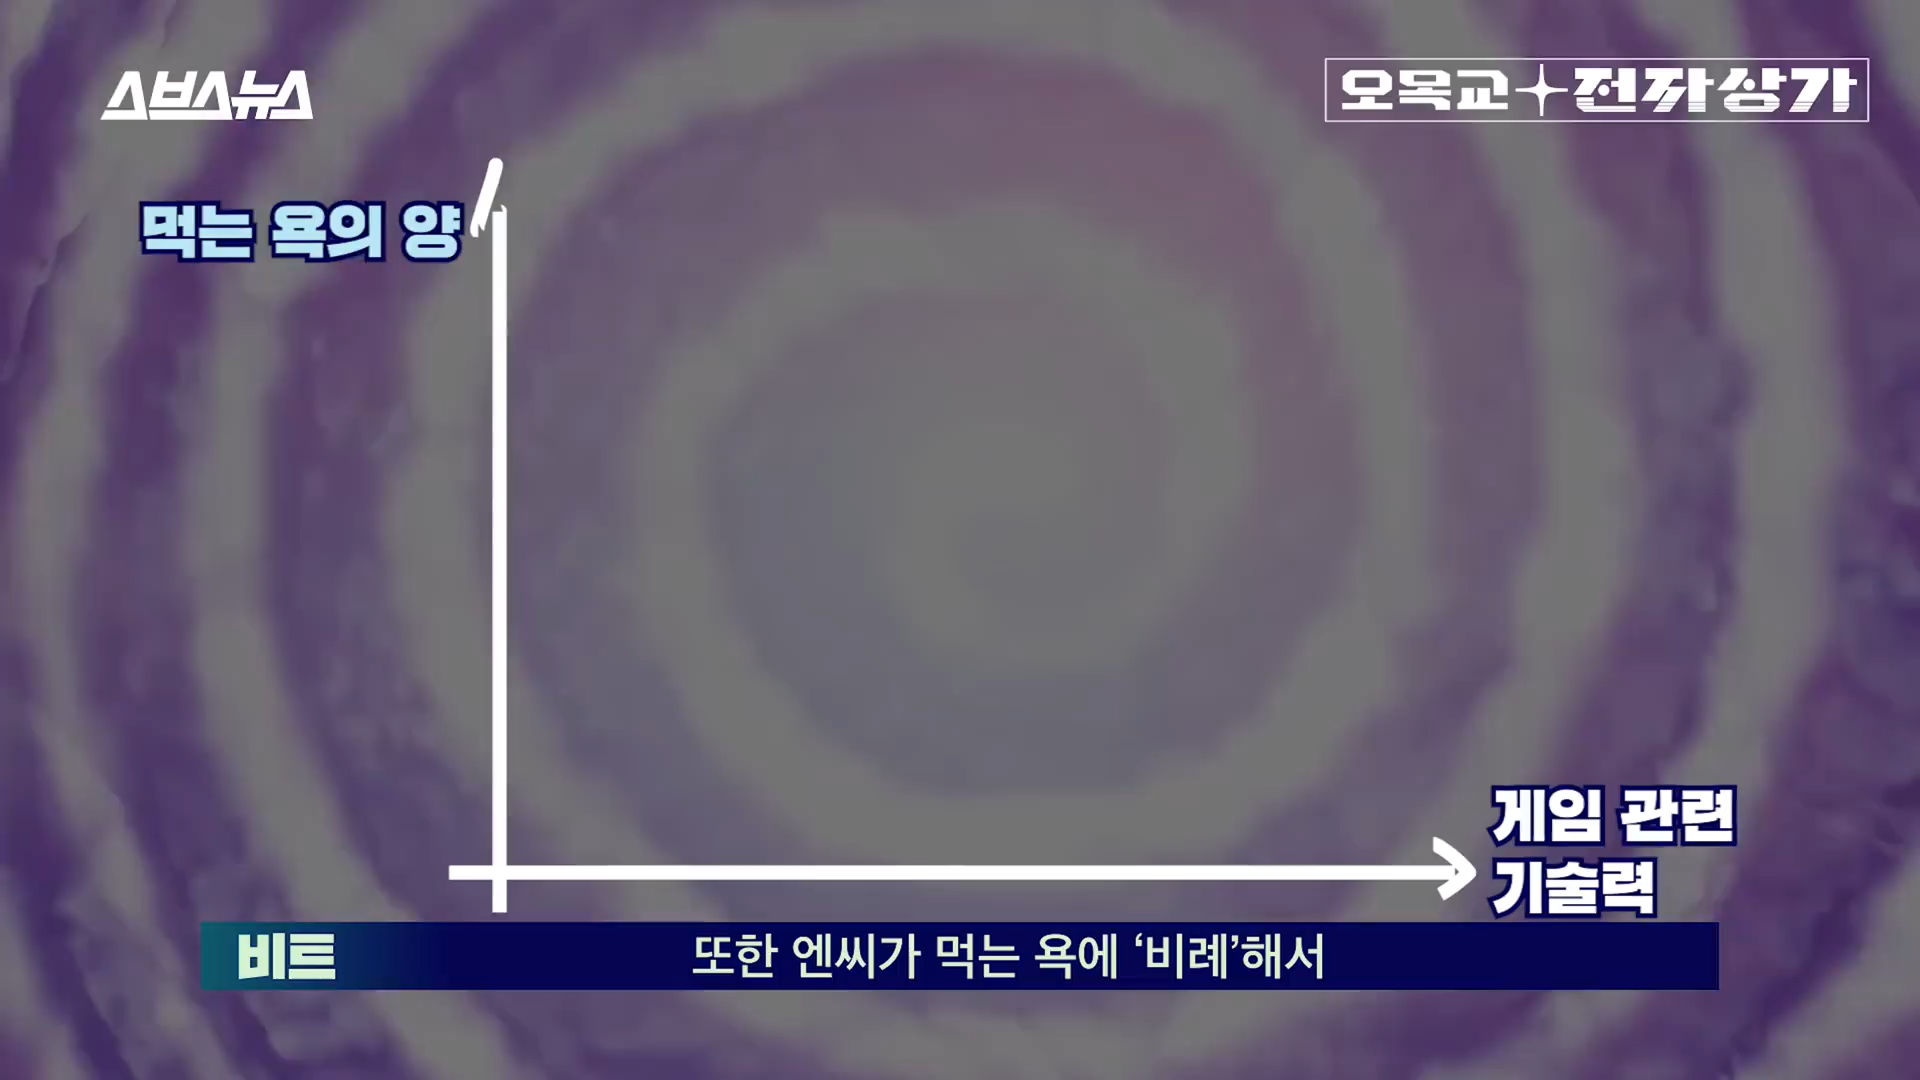 스브스뉴스
오목교 전자상가
먹는 욕의 양
게임 관련
기술력
비트
또한 엔씨가 먹는 욕에 ‘비례’해서